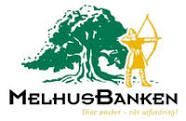 MELHUSBANKEN
Dine ønsker - vår utfordring!